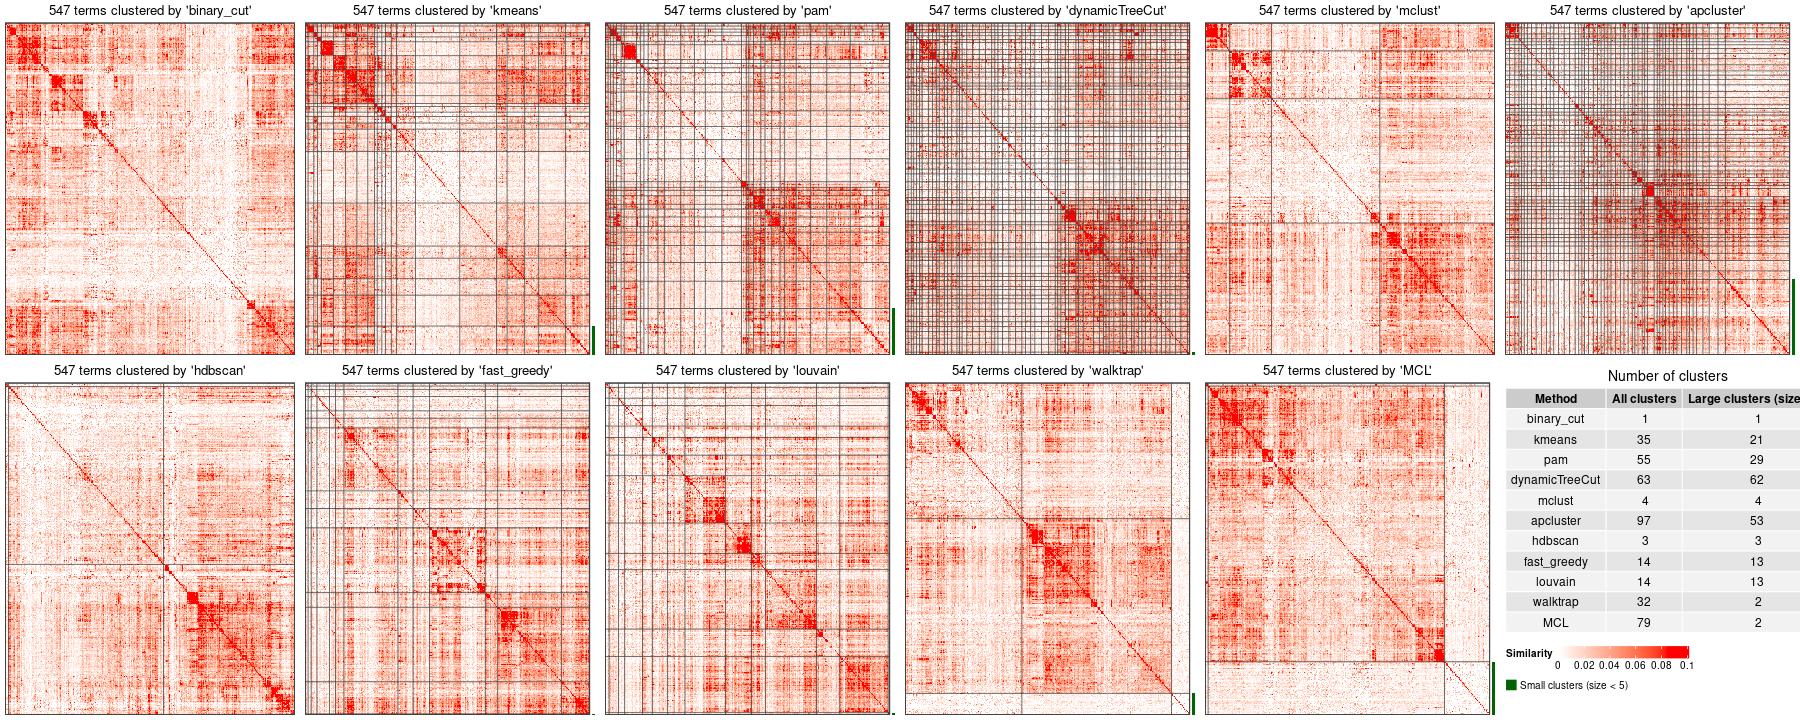 547 terms clustered by 'binary_cut'
547 terms clustered by 'kmeans'
547 terms clustered by 'pam'
547 terms clustered by 'dynamicTreeCut'
547 terms clustered by 'mclust'
547 terms clustered by 'apcluster'
547 terms clustered by 'hdbscan'
547 terms clustered by 'fast_greedy'
547 terms clustered by 'louvain'
547 terms clustered by 'walktrap'
547 terms clustered by 'MCL'
Number of clusters
Method All clusters Large clusters (size
binary_cut 1 1
kmeans 35 21
pam 55 29
dynamicTreeCut 63 62
mclust 4 4
apcluster 97 53
hdbscan 3 3
fast_greedy 14 13
louvain 14 13
walktrap 32 2
MCL 79 2
Similarity
0 0.02 0.04 0.06 0.08 0.1
Small clusters (size < 5)